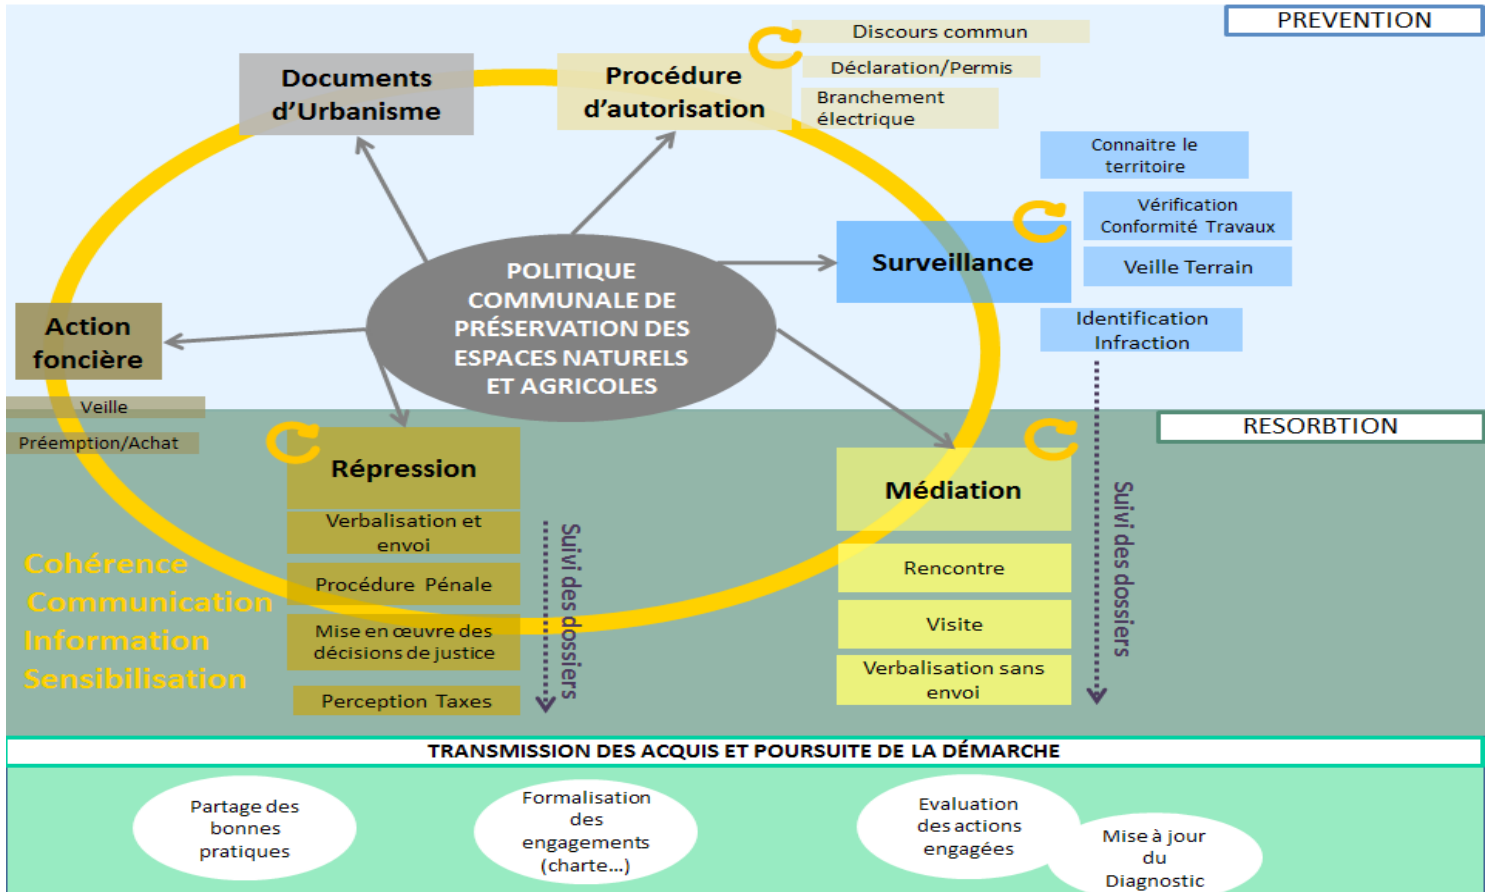 PREVENTION
Discours commun
Documents
d'Urbanisme
Procédure
d'autorisation
Déclaration/Permis
Branchement
électrique
Connaitre le
territoire
Vérification
Conformité Travaux
Surveillance
Veille Terrain
Identification
Infraction
POLITIQUE
COMMUNALE DE
PRÉSERVATION DES
ESPACES NATURELS
ET AGRICOLES
Action
foncière
Veille
Préemption/Achat
RESORBTION
Répression
Verbalisation et
envoi
Procédure Pénale
Mise en œuvre des
décisions de justice
Perception Taxes
Suivi des dossiers
Médiation
Rencontre
Visite
Verbalisation sans
envoi
Suivi des dossiers
Cohérence
Communication
Information
Sensibilisation
TRANSMISSION DES ACQUIS ET POURSUITE DE LA DÉMARCHE
Partage des
bonnes
pratiques
Formalisation
des
engagements
(charte…)
Evaluation
des actions
engagées
Mise à jour
du
Diagnostic